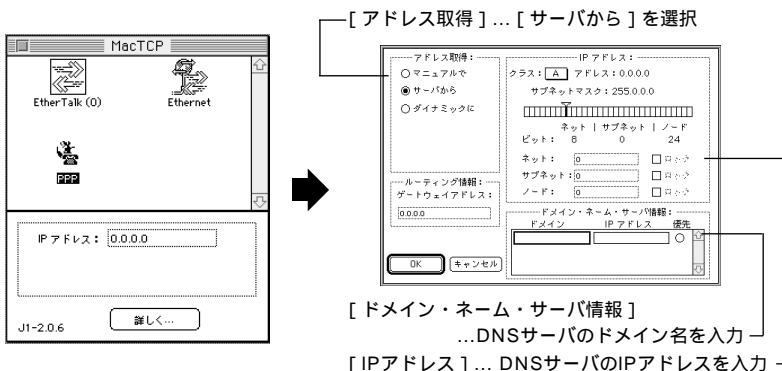 [ アドレス取得 ] … [ サーバから ] を選択
MacTCP
EtherTalk (0)
Ethernet
PPP
IP アドレス： 0.0.0.0
J1-2.0.6
詳しく…
アドレス取得：
マニュアルで
サーバから
ダイナミックに
ルーティング情報：
ゲートウェイアドレス：
0.0.0.0
OK
キャンセル
IP アドレス：
クラス： A アドレス：0.0.0.0
サブネットマスク：255.0.0.0
ネット | サブネット | ノード
ビット： 8 0 24
ネット： 0
サブネット： 0
ノード： 0
ドメイン・ネーム・サーバ情報：
ドメイン IP アドレス 優先
[ ドメイン・ネーム・サーバ情報 ]
…DNSサーバのドメイン名を入力
[ IPアドレス ] … DNSサーバのIPアドレスを入力